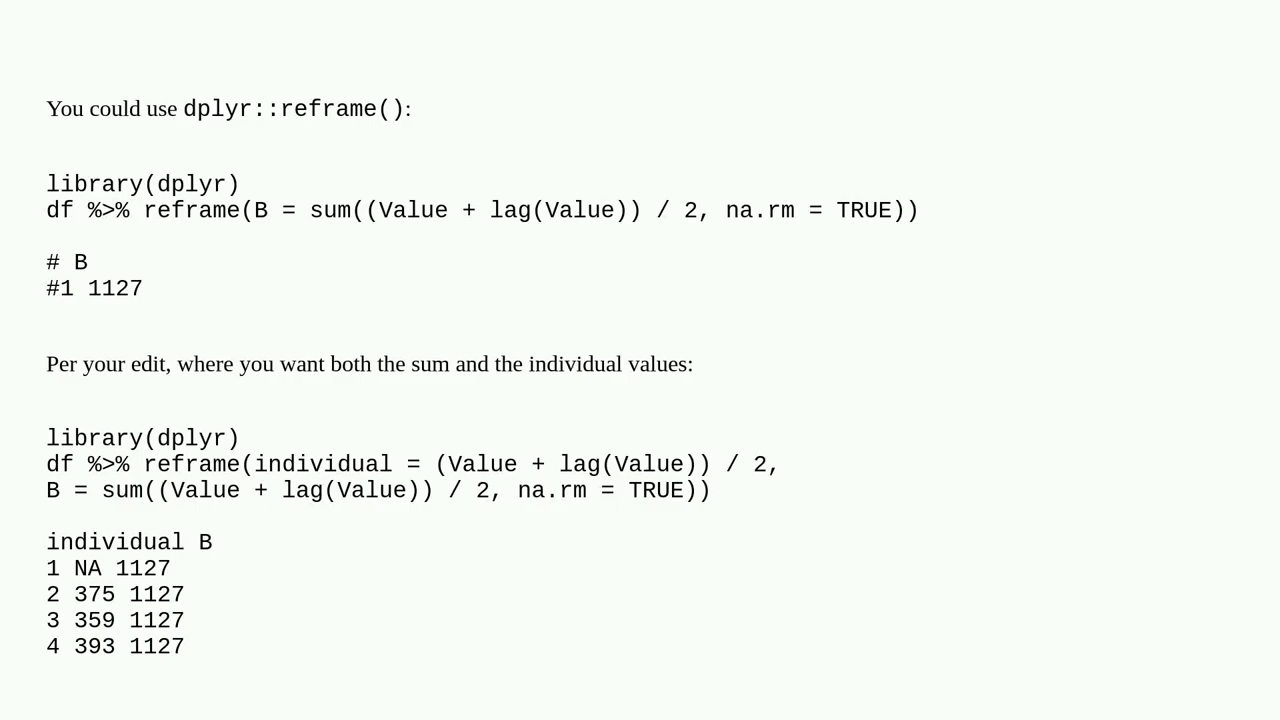 You could use dplyr::reframe():
library(dplyr)
df %>% reframe(B = sum((Value + lag(Value)) / 2, na.rm = TRUE))
# B
#1 1127
Per your edit, where you want both the sum and the individual values:
library(dplyr)
df %>% reframe(individual = (Value + lag(Value)) / 2,
B = sum((Value + lag(Value)) / 2, na.rm = TRUE))
individual B
1 NA 1127
2 375 1127
3 359 1127
4 393 1127